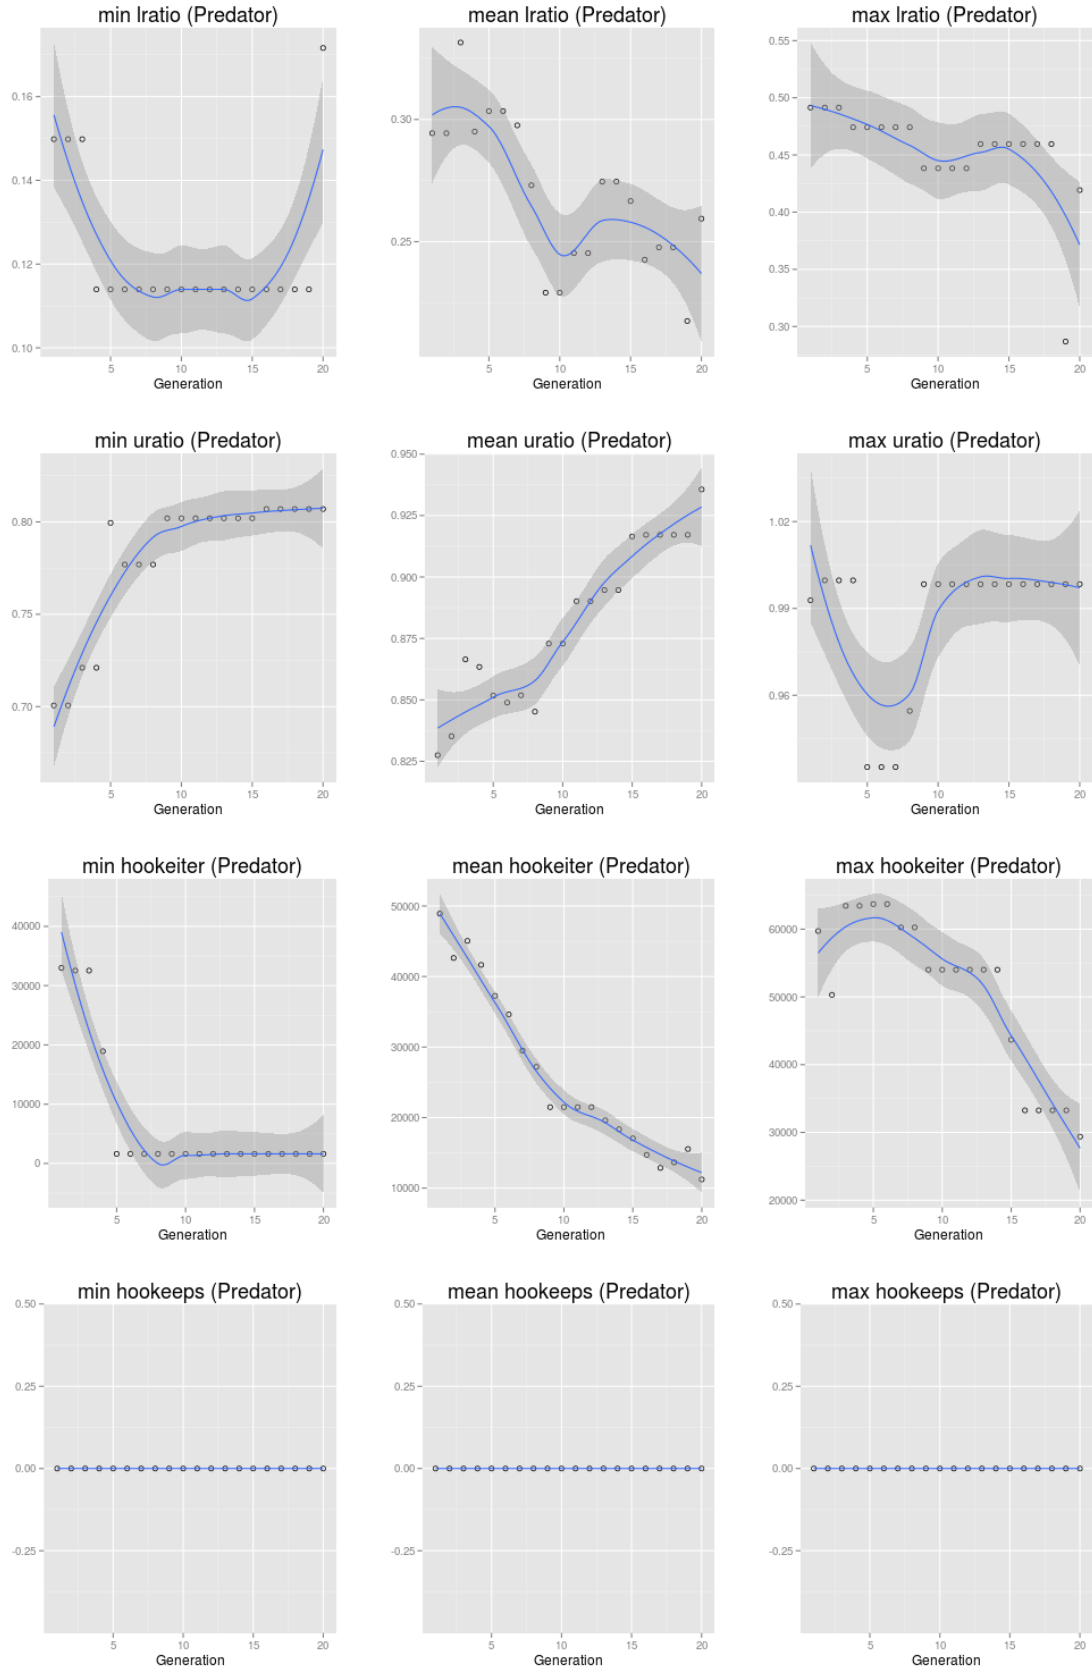 min lratio (Predator)
mean lratio (Predator)
max lratio (Predator)
0.16
0.14
0.12
0.10
0.30
0.25
0.55
0.50
0.45
0.40
0.35
0.30
5 10 15 20
5 10 15 20
5 10 15 20
Generation
Generation
Generation
min uratio (Predator)
mean uratio (Predator)
max uratio (Predator)
0.80
0.75
0.70
0.950
0.925
0.900
0.875
0.850
0.825
1.02
0.99
0.96
5 10 15 20
5 10 15 20
5 10 15 20
Generation
Generation
Generation
min hookeiter (Predator)
mean hookeiter (Predator)
max hookeiter (Predator)
40000
30000
20000
10000
0
50000
40000
30000
20000
10000
60000
50000
40000
30000
20000
5 10 15 20
5 10 15 20
5 10 15 20
Generation
Generation
Generation
min hookeeps (Predator)
mean hookeeps (Predator)
max hookeeps (Predator)
0.50
0.25
0.00
-0.25
0.50
0.25
0.00
-0.25
0.50
0.25
0.00
-0.25
5 10 15 20
5 10 15 20
5 10 15 20
Generation
Generation
Generation